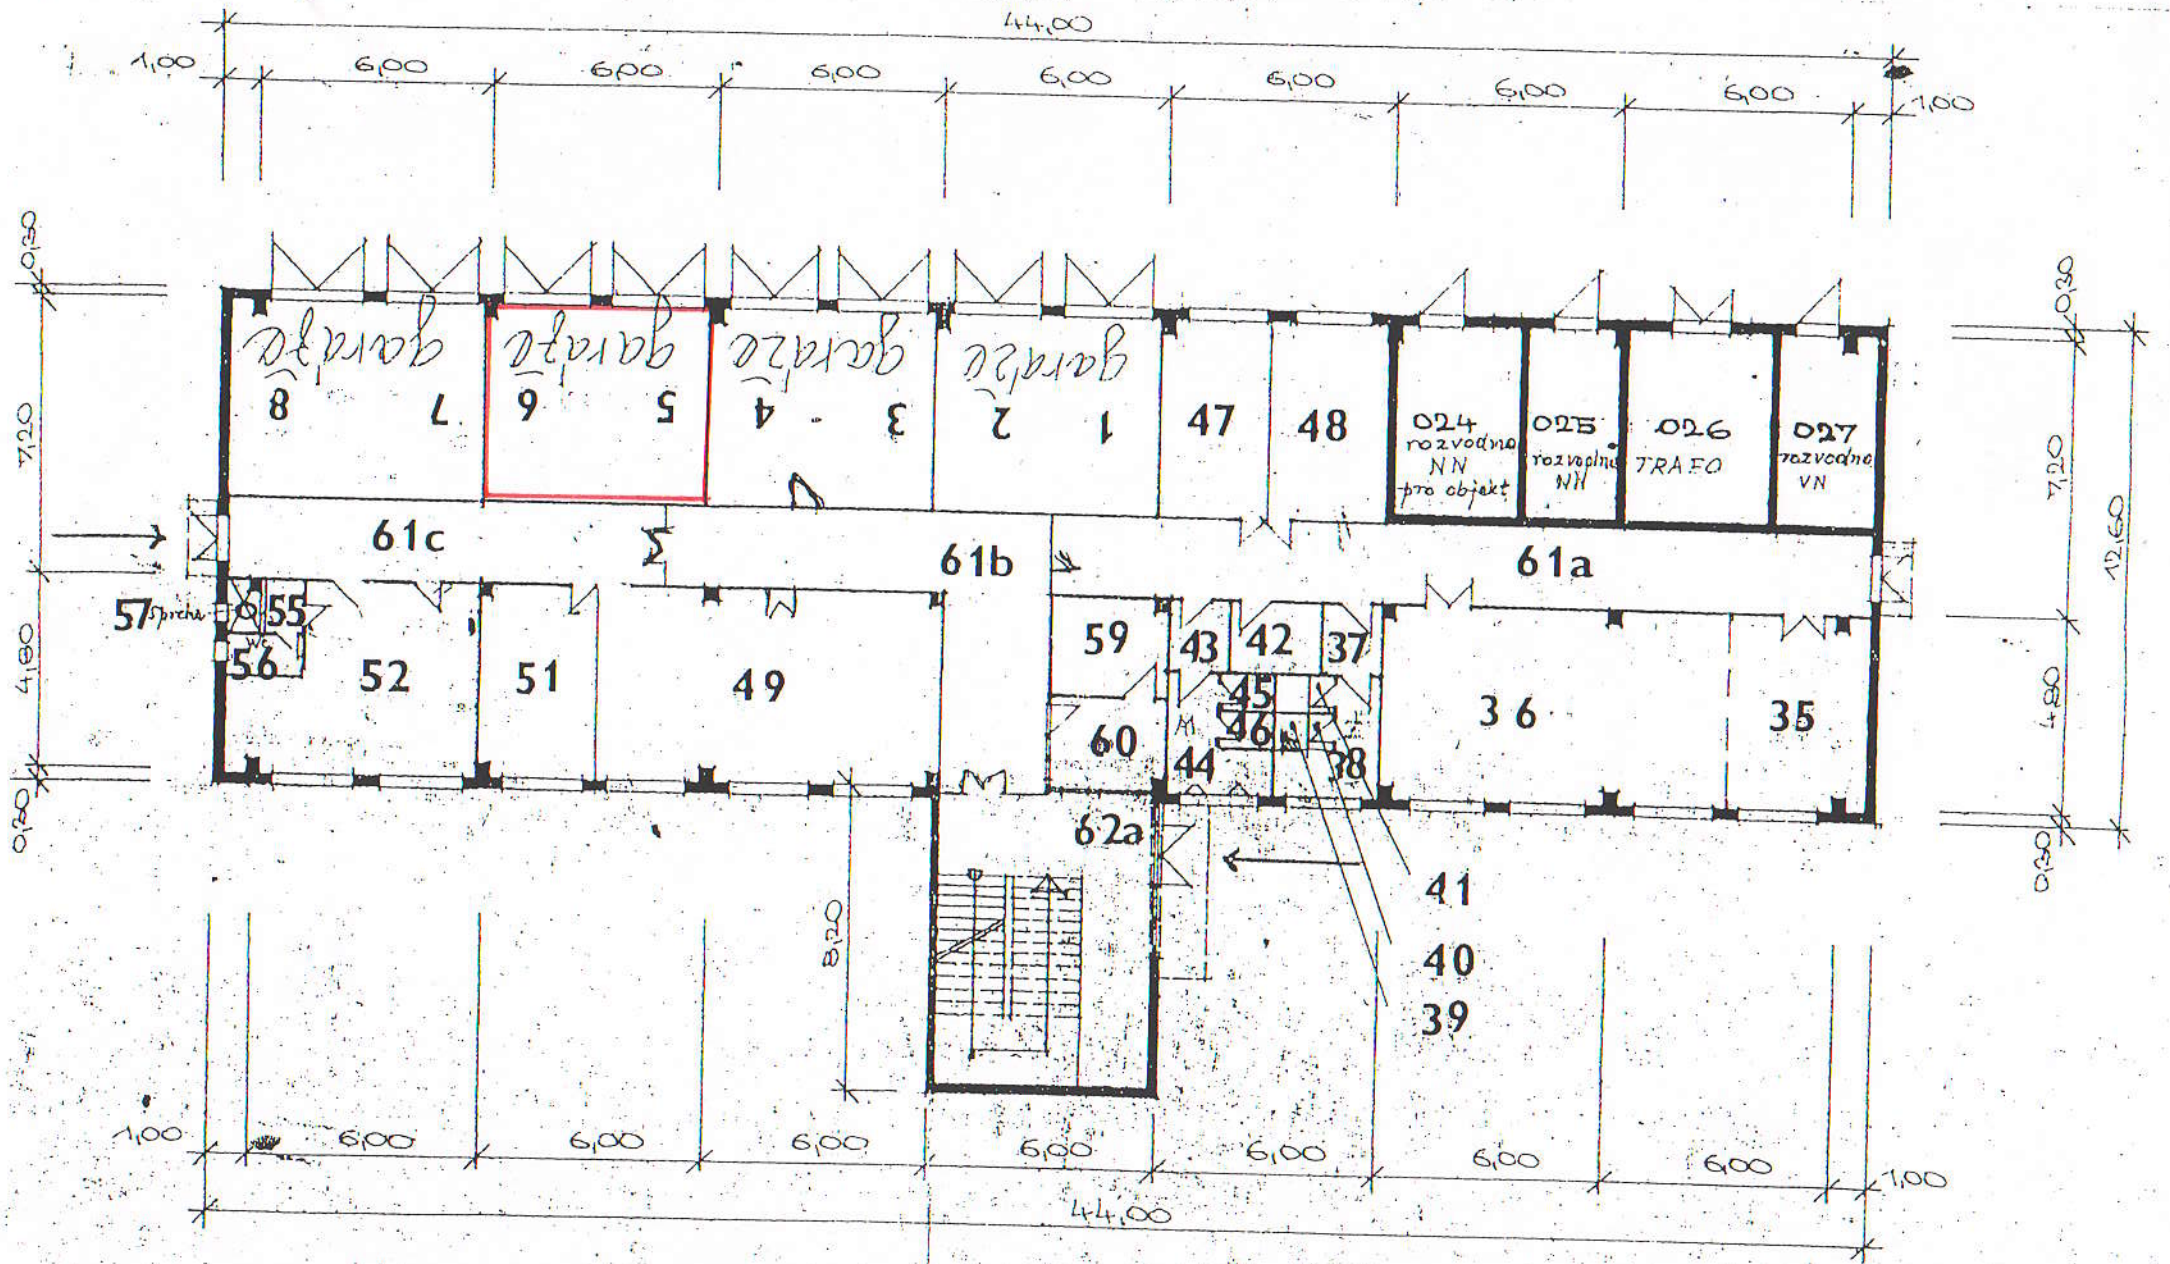 44,00
1,00 6,00 6,00 6,00 6,00 6,00 6,00 6,00 1,00
0,30
0,30
garáže garáže garáže garáže
8 7 6 5 4 3 2 1
47 48
024
rozvodna
NN
pro objekt
025
NN
026
TRAFO
027
rozvodna
VN
7,20
7,20
12,60
61c 61b 61a
57 sprcha 55
WC
56 52 51 49
59 43 42 37
45
46
60 44 38
36 35
4,80
4,80
0,30
0,30
62a
8,20
41
40
39
1,00 6,00 6,00 6,00 6,00 6,00 6,00 6,00 1,00
44,00